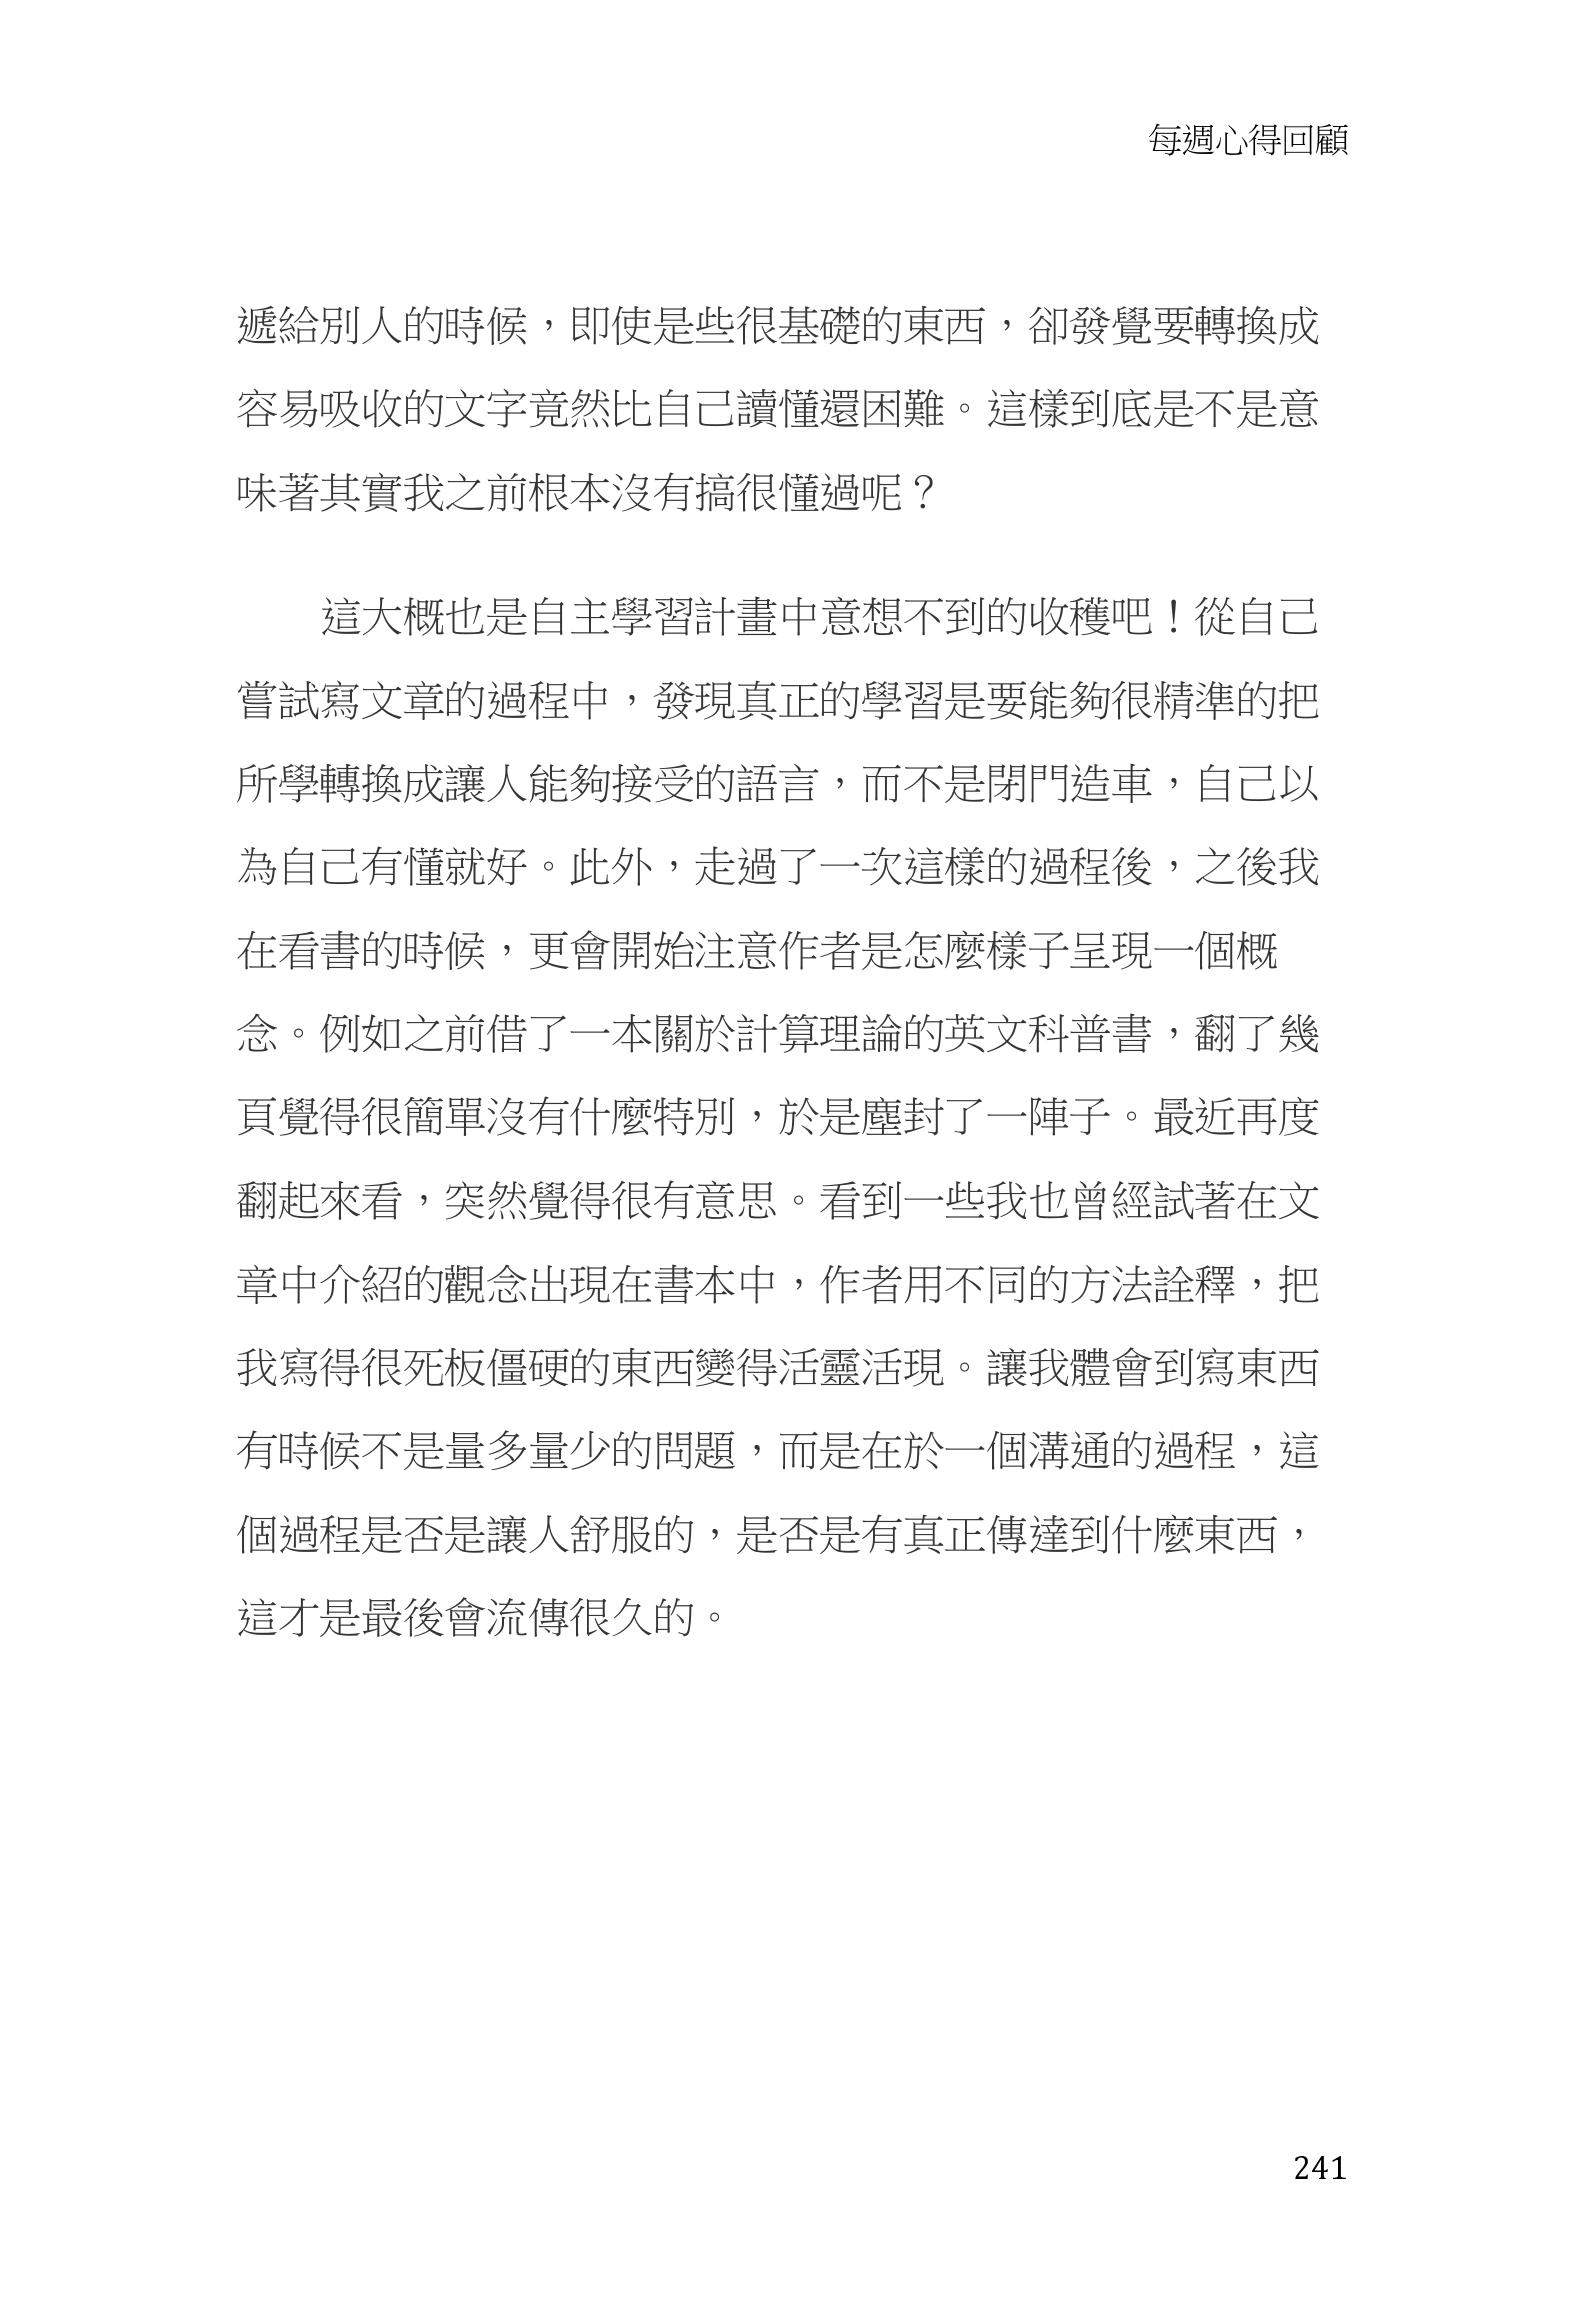 每週心得回顧
遞給別人的時候，即使是些很基礎的東西，卻發覺要轉換成
容易吸收的文字竟然比自己讀懂還困難。這樣到底是不是意
味著其實我之前根本沒有搞很懂過呢？
這大概也是自主學習計畫中意想不到的收穫吧！從自己
嘗試寫文章的過程中，發現真正的學習是要能夠很精準的把
所學轉換成讓人能夠接受的語言，而不是閉門造車，自己以
為自己有懂就好。此外，走過了一次這樣的過程後，之後我
在看書的時候，更會開始注意作者是怎麼樣子呈現一個概
念。例如之前借了一本關於計算理論的英文科普書，翻了幾
頁覺得很簡單沒有什麼特別，於是塵封了一陣子。最近再度
翻起來看，突然覺得很有意思。看到一些我也曾經試著在文
章中介紹的觀念出現在書本中，作者用不同的方法詮釋，把
我寫得很死板僵硬的東西變得活靈活現。讓我體會到寫東西
有時候不是量多量少的問題，而是在於一個溝通的過程，這
個過程是否是讓人舒服的，是否是有真正傳達到什麼東西，
這才是最後會流傳很久的。
241